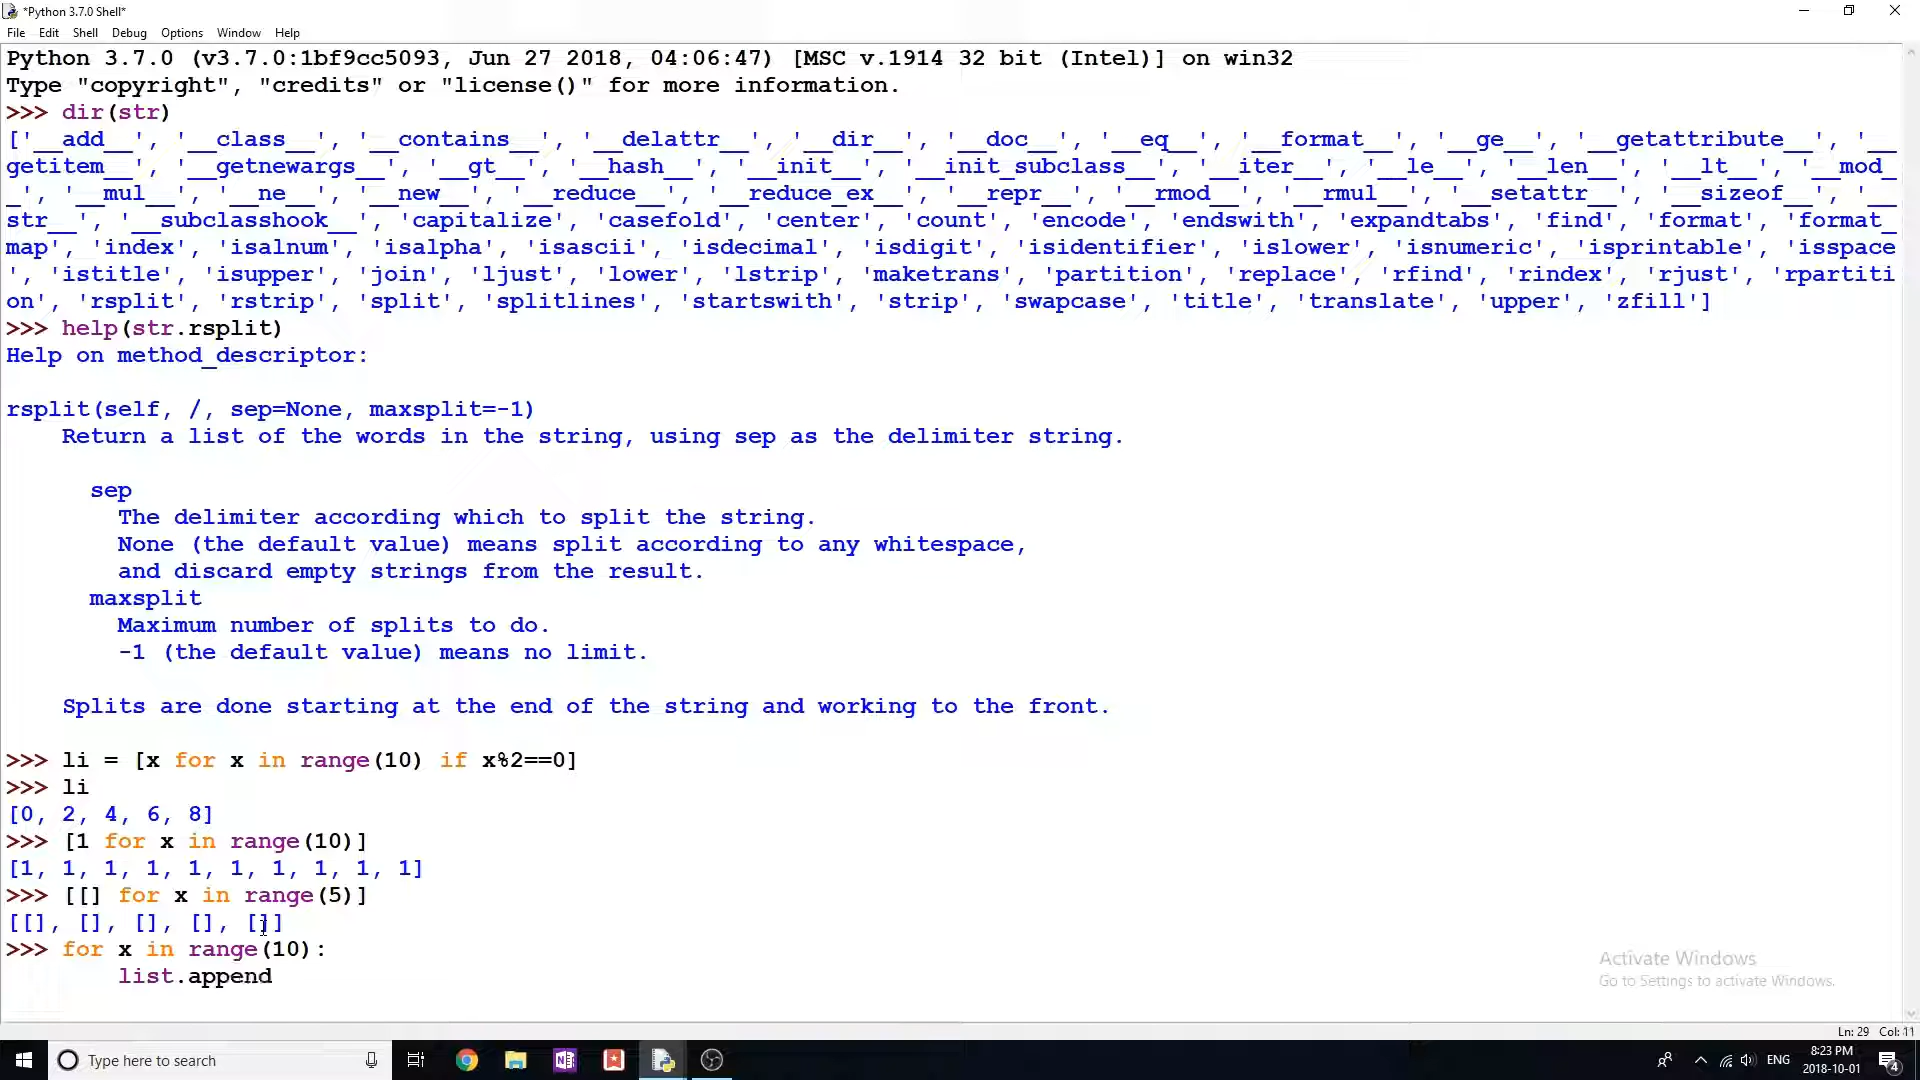 *Python 3.7.0 Shell*
File Edit Shell Debug Options Window Help
Python 3.7.0 (v3.7.0:1bf9cc5093, Jun 27 2018, 04:06:47) [MSC v.1914 32 bit (Intel)] on win32
Type "copyright", "credits" or "license()" for more information.
>>> dir(str)
['__add__', '__class__', '__contains__', '__delattr__', '__dir__', '__doc__', '__eq__', '__format__', '__ge__', '__getattribute__', '__
getitem__', '__getnewargs__', '__gt__', '__hash__', '__init__', '__init_subclass__', '__iter__', '__le__', '__len__', '__lt__', '__mod_
_', '__mul__', '__ne__', '__new__', '__reduce__', '__reduce_ex__', '__repr__', '__rmod__', '__rmul__', '__setattr__', '__sizeof__', '__
str__', '__subclasshook__', 'capitalize', 'casefold', 'center', 'count', 'encode', 'endswith', 'expandtabs', 'find', 'format', 'format_
map', 'index', 'isalnum', 'isalpha', 'isascii', 'isdecimal', 'isdigit', 'isidentifier', 'islower', 'isnumeric', 'isprintable', 'isspace
', 'istitle', 'isupper', 'join', 'ljust', 'lower', 'lstrip', 'maketrans', 'partition', 'replace', 'rfind', 'rindex', 'rjust', 'rpartiti
on', 'rsplit', 'rstrip', 'split', 'splitlines', 'startswith', 'strip', 'swapcase', 'title', 'translate', 'upper', 'zfill']
>>> help(str.rsplit)
Help on method_descriptor:
rsplit(self, /, sep=None, maxsplit=-1)
Return a list of the words in the string, using sep as the delimiter string.
sep
The delimiter according which to split the string.
None (the default value) means split according to any whitespace,
and discard empty strings from the result.
maxsplit
Maximum number of splits to do.
-1 (the default value) means no limit.
Splits are done starting at the end of the string and working to the front.
>>> li = [x for x in range(10) if x%2==0]
>>> li
[0, 2, 4, 6, 8]
>>> [1 for x in range(10)]
[1, 1, 1, 1, 1, 1, 1, 1, 1, 1]
>>> [[] for x in range(5)]
[[], [], [], [], []]
>>> for x in range(10):
list.append
Activate Windows
Go to Settings to activate Windows.
Ln: 29 Col: 11
Type here to search
ENG
8:23 PM
2018-10-01
4